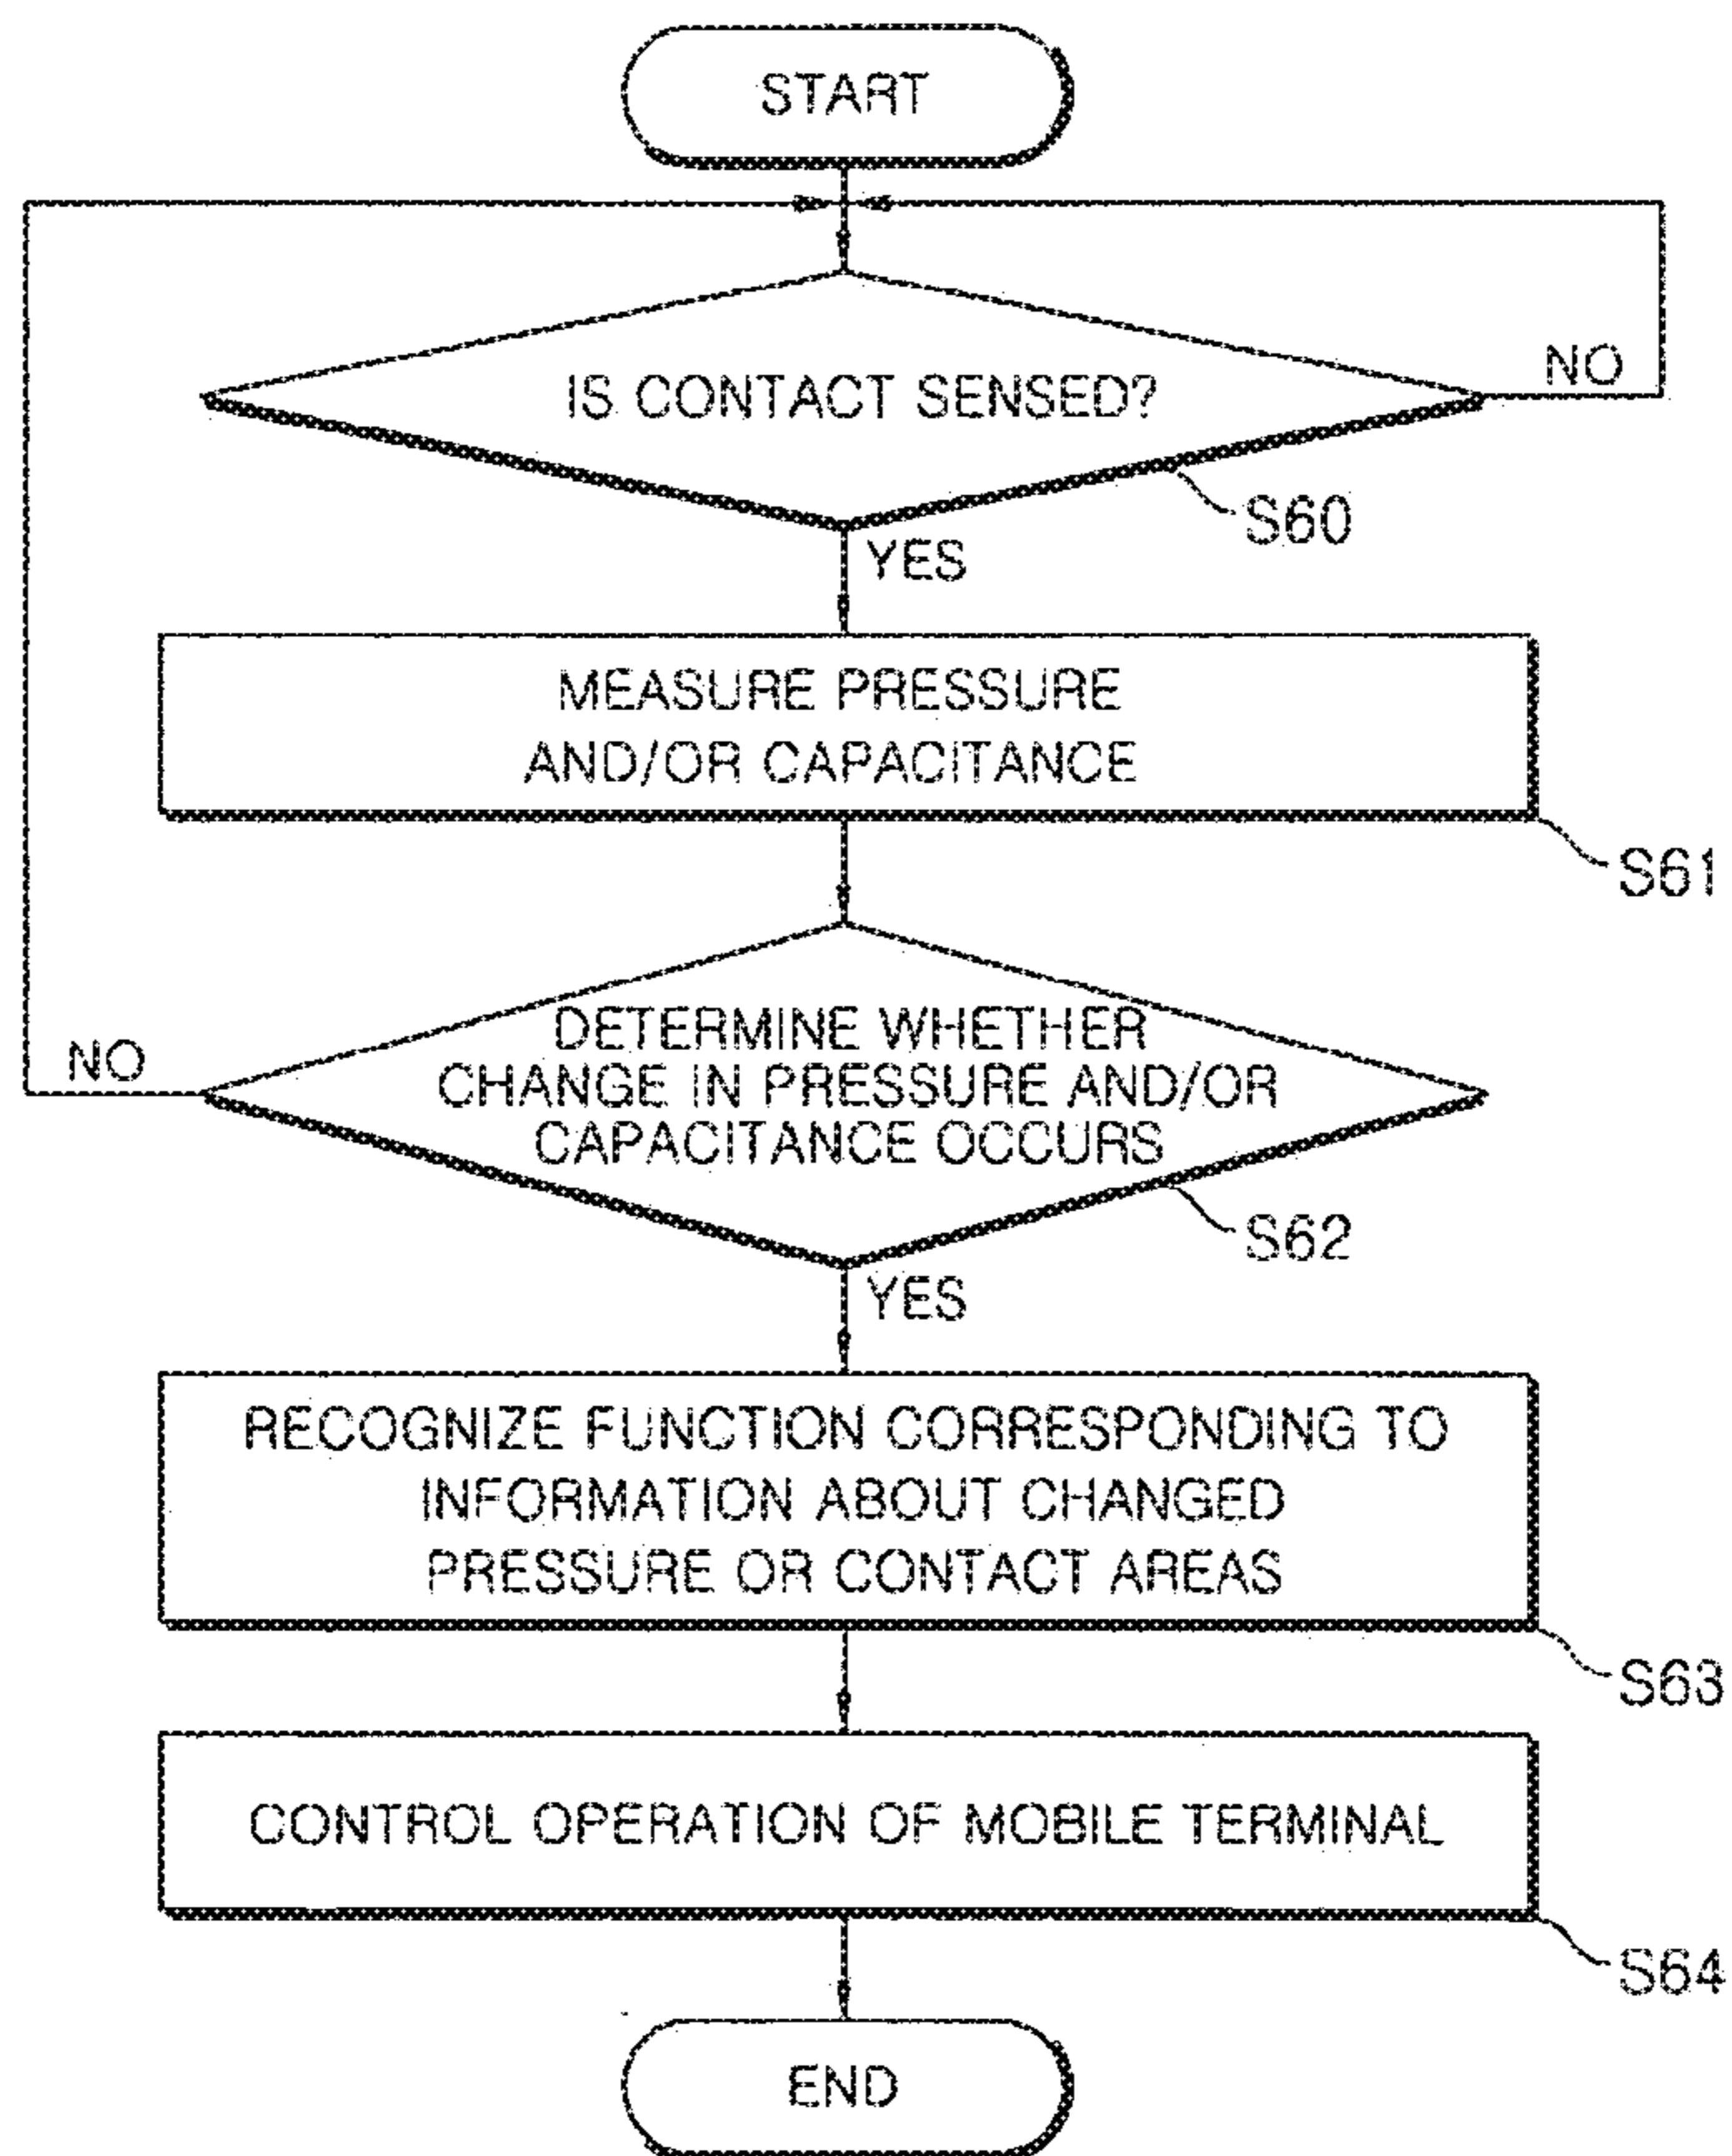 START
IS CONTACT SENSED?
NO
S60
YES
MEASURE PRESSURE
AND/OR CAPACITANCE
S61
DETERMINE WHETHER
CHANGE IN PRESSURE AND/OR
CAPACITANCE OCCURS
NO
S62
YES
RECOGNIZE FUNCTION CORRESPONDING TO
INFORMATION ABOUT CHANGED
PRESSURE OR CONTACT AREAS
S63
CONTROL OPERATION OF MOBILE TERMINAL
S64
END